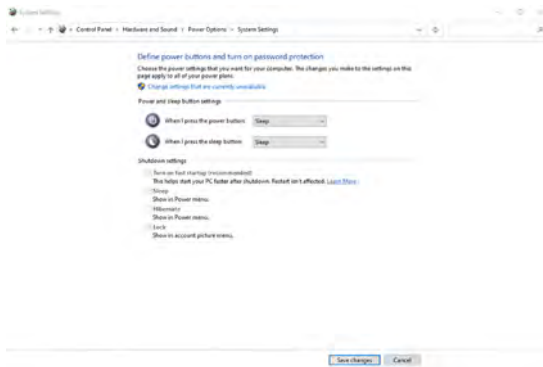 System Settings
Control Panel > Hardware and Sound > Power Options > System Settings
Define power buttons and turn on password protection
Choose the power settings that you want for your computer. The changes you make to the settings on this
page apply to all of your power plans.
Change settings that are currently unavailable
Power and sleep button settings
When I press the power button: Sleep
When I press the sleep button: Sleep
Shutdown settings
Turn on fast startup (recommended)
This helps start your PC faster after shutdown. Restart isn't affected. Learn More
Sleep
Show in Power menu.
Hibernate
Show in Power menu.
Lock
Show in account picture menu.
Save changes Cancel